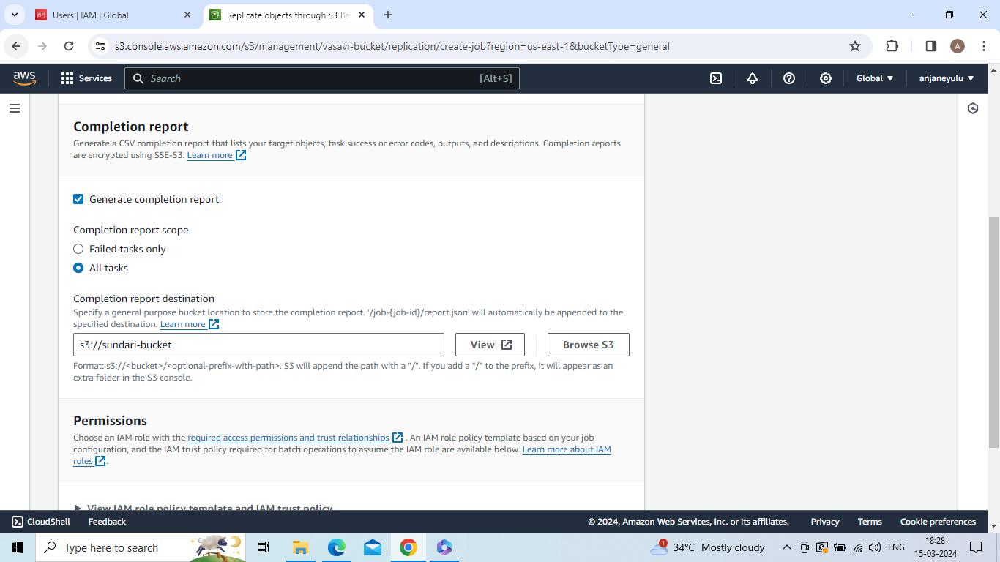 Users | IAM | Global
Replicate objects through S3 Ba
s3.console.aws.amazon.com/s3/management/vasavi-bucket/replication/create-job?region=us-east-1&bucketType=general
A
aws
Services
Search
[Alt+S]
Global
anjaneyulu
Completion report
Generate a CSV completion report that lists your target objects, task success or error codes, outputs, and descriptions. Completion reports
are encrypted using SSE-S3. Learn more
Generate completion report
Completion report scope
Failed tasks only
All tasks
Completion report destination
Specify a general purpose bucket location to store the completion report. '/job-{job-id}/report.json' will automatically be appended to the
specified destination. Learn more
s3://sundari-bucket
View
Browse S3
Format: s3://<bucket>/<optional-prefix-with-path>. S3 will append the path with a "/". If you add a "/" to the prefix, it will appear as an
extra folder in the S3 console.
Permissions
Choose an IAM role with the required access permissions and trust relationships . An IAM role policy template based on your job
configuration, and the IAM trust policy required for batch operations to assume the IAM role are available below. Learn more about IAM
roles .
View IAM role policy template and IAM trust policy
CloudShell
Feedback
© 2024, Amazon Web Services, Inc. or its affiliates.
Privacy
Terms
Cookie preferences
Type here to search
1
34°C Mostly cloudy
ENG
18:28
15-03-2024